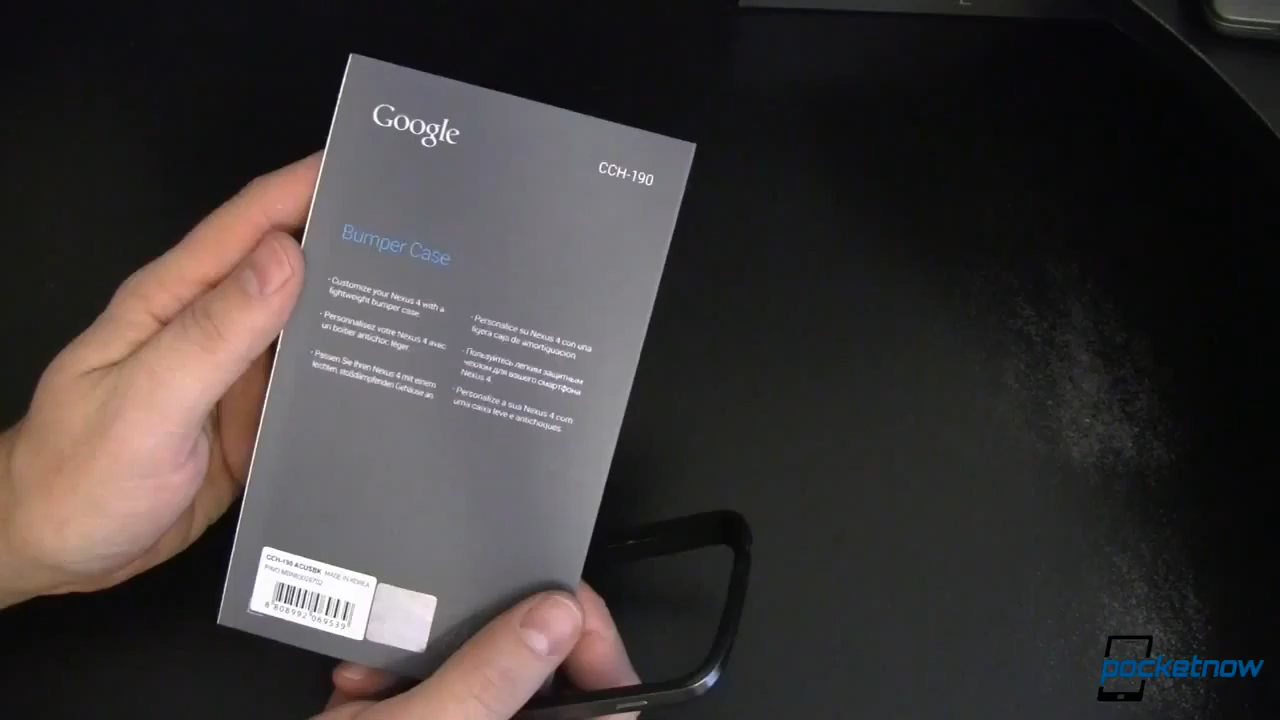 Google
CCH-190
Bumper Case
· Customize your Nexus 4 with a
lightweight bumper case.
· Personnalisez votre Nexus 4 avec
un boîtier antichoc léger.
· Passen Sie Ihren Nexus 4 mit einem
leichten, stoßdämpfenden Gehäuse an.
· Personalice su Nexus 4 con una
ligera caja de amortiguación
· Пользуйтесь легким защитным
чехлом для вашего смартфона
Nexus 4.
· Personalize a sua Nexus 4 com
uma caixa leve e antichoques.
CCH-190 AGUSBK MADE IN KOREA
8 808992 069539
pocketnow